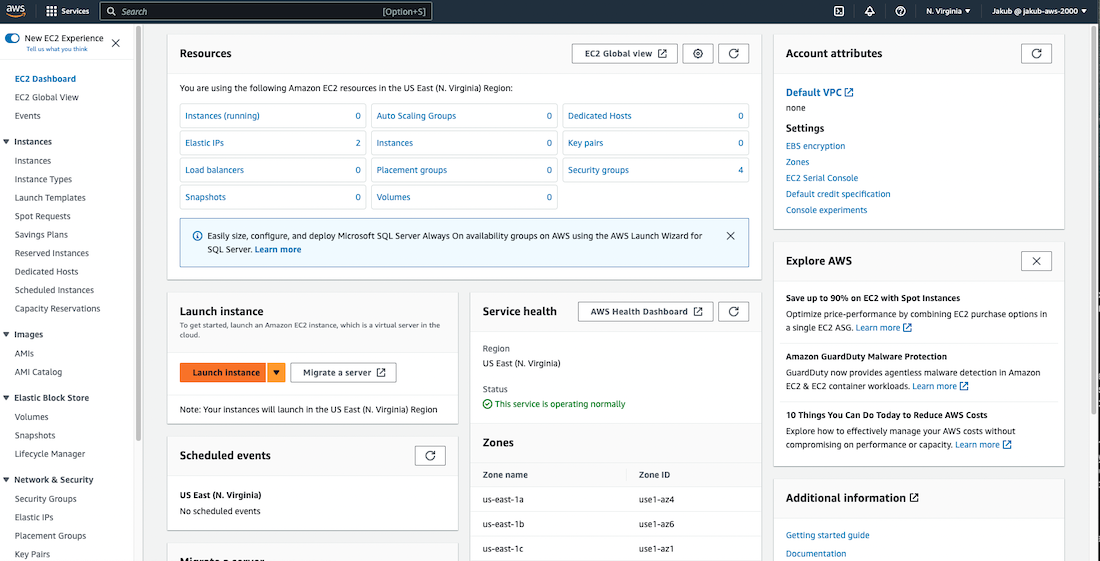 aws Services Search [Option+S] N. Virginia Jakub @ jakub-aws-2000
New EC2 Experience
Tell us what you think
EC2 Dashboard
EC2 Global View
Events
Instances
Instances
Instance Types
Launch Templates
Spot Requests
Savings Plans
Reserved Instances
Dedicated Hosts
Scheduled Instances
Capacity Reservations
Images
AMIs
AMI Catalog
Elastic Block Store
Volumes
Snapshots
Lifecycle Manager
Network & Security
Security Groups
Elastic IPs
Placement Groups
Key Pairs
Resources
EC2 Global view
You are using the following Amazon EC2 resources in the US East (N. Virginia) Region:
Instances (running) 0 Auto Scaling Groups 0 Dedicated Hosts 0
Elastic IPs 2 Instances 0 Key pairs 0
Load balancers 0 Placement groups 0 Security groups 4
Snapshots 0 Volumes 0
Easily size, configure, and deploy Microsoft SQL Server Always On availability groups on AWS using the AWS Launch Wizard for
SQL Server. Learn more
Launch instance
To get started, launch an Amazon EC2 instance, which is a virtual server in the
cloud.
Launch instance Migrate a server
Note: Your instances will launch in the US East (N. Virginia) Region
Scheduled events
US East (N. Virginia)
No scheduled events
Migrate a server
Service health
AWS Health Dashboard
Region
US East (N. Virginia)
Status
This service is operating normally
Zones
Zone name Zone ID
us-east-1a use1-az4
us-east-1b use1-az6
us-east-1c use1-az1
Account attributes
Default VPC
none
Settings
EBS encryption
Zones
EC2 Serial Console
Default credit specification
Console experiments
Explore AWS
Save up to 90% on EC2 with Spot Instances
Optimize price-performance by combining EC2 purchase options in
a single EC2 ASG. Learn more
Amazon GuardDuty Malware Protection
GuardDuty now provides agentless malware detection in Amazon
EC2 & EC2 container workloads. Learn more
10 Things You Can Do Today to Reduce AWS Costs
Explore how to effectively manage your AWS costs without
compromising on performance or capacity. Learn more
Additional information
Getting started guide
Documentation